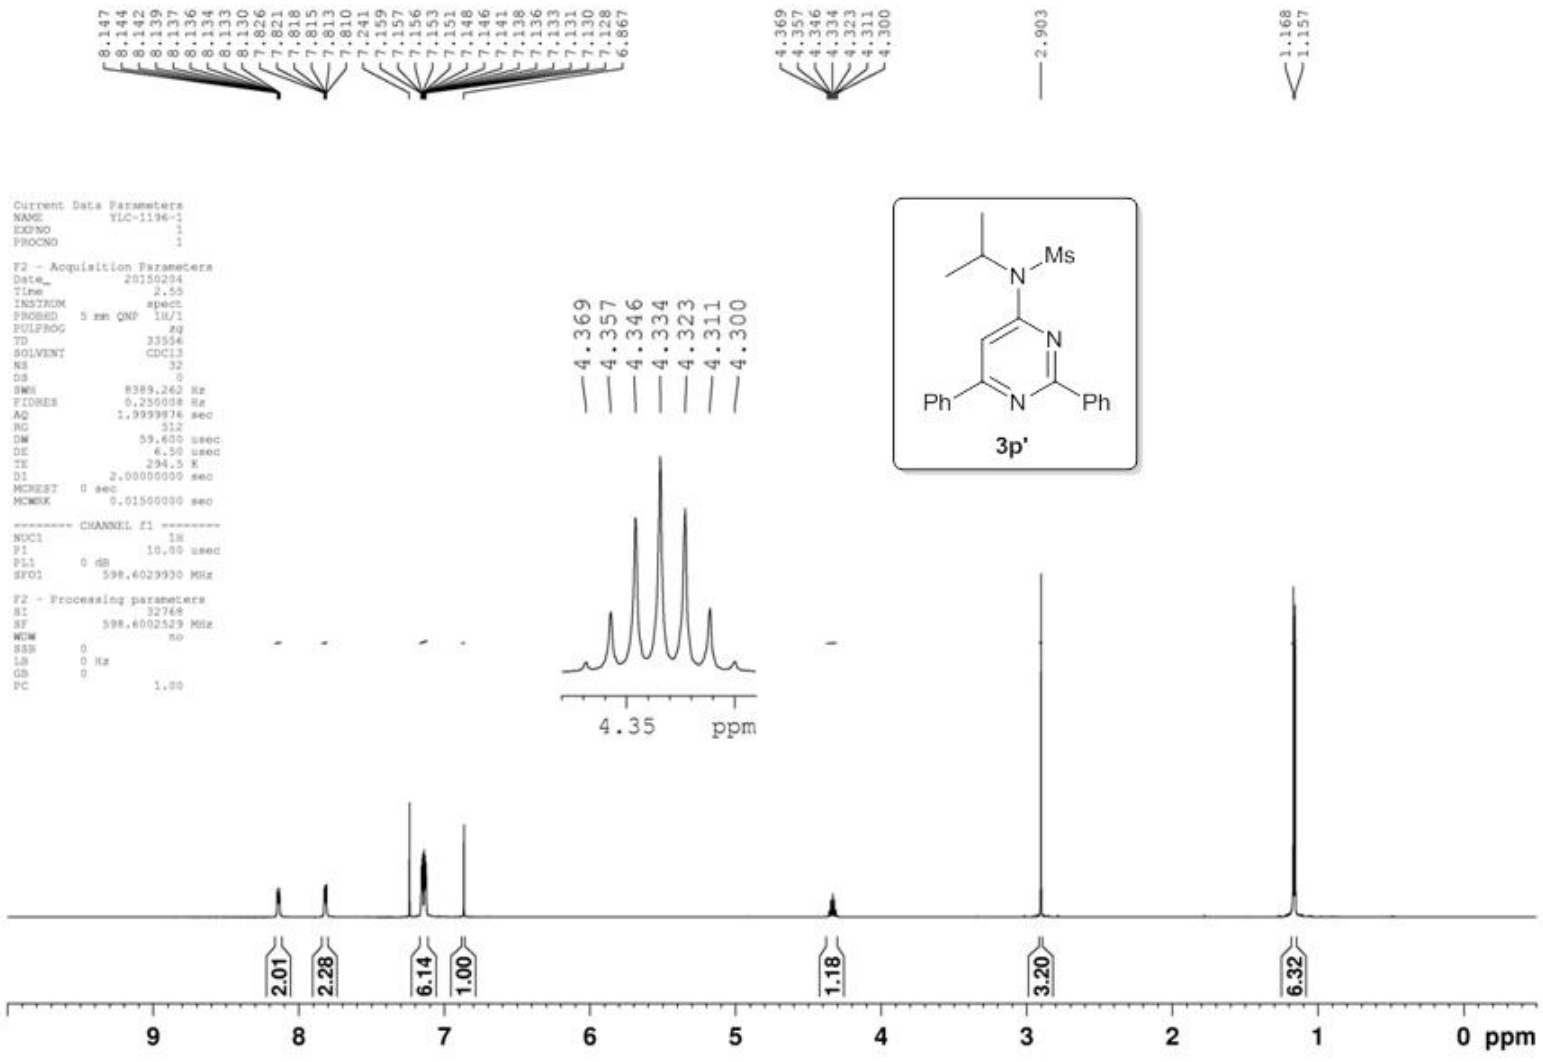 8.147
8.144
8.142
8.139
8.137
8.136
8.134
8.133
8.130
7.826
7.821
7.818
7.815
7.813
7.810
7.241
7.159
7.157
7.156
7.153
7.151
7.148
7.146
7.141
7.138
7.136
7.133
7.131
7.130
7.128
6.867
4.369
4.357
4.346
4.334
4.323
4.311
4.300
2.903
1.168
1.157
Current Data Parameters
NAME YLC-1196-1
EXPNO 1
PROCNO 1
F2 - Acquisition Parameters
Date_ 20150204
Time 2.55
INSTRUM spect
PROBHD 5 mm QNP 1H/1
PULPROG zg
TD 33556
SOLVENT CDCl3
NS 32
DS 0
SWH 8389.262 Hz
FIDRES 0.250008 Hz
AQ 1.9999876 sec
RG 512
DW 59.600 usec
DE 6.50 usec
TE 294.5 K
D1 2.00000000 sec
MCREST 0 sec
MCWRK 0.01500000 sec
======== CHANNEL f1 ========
NUC1 1H
P1 10.00 usec
PL1 0 dB
SFO1 598.6029930 MHz
F2 - Processing parameters
SI 32768
SF 598.6002529 MHz
WDW no
SSB 0
LB 0 Hz
GB 0
PC 1.00
4.369
4.357
4.346
4.334
4.323
4.311
4.300
4.35 ppm
Ms
N
N
Ph N Ph
3p'
2.01
2.28
6.14
1.00
1.18
3.20
6.32
9 8 7 6 5 4 3 2 1 0 ppm